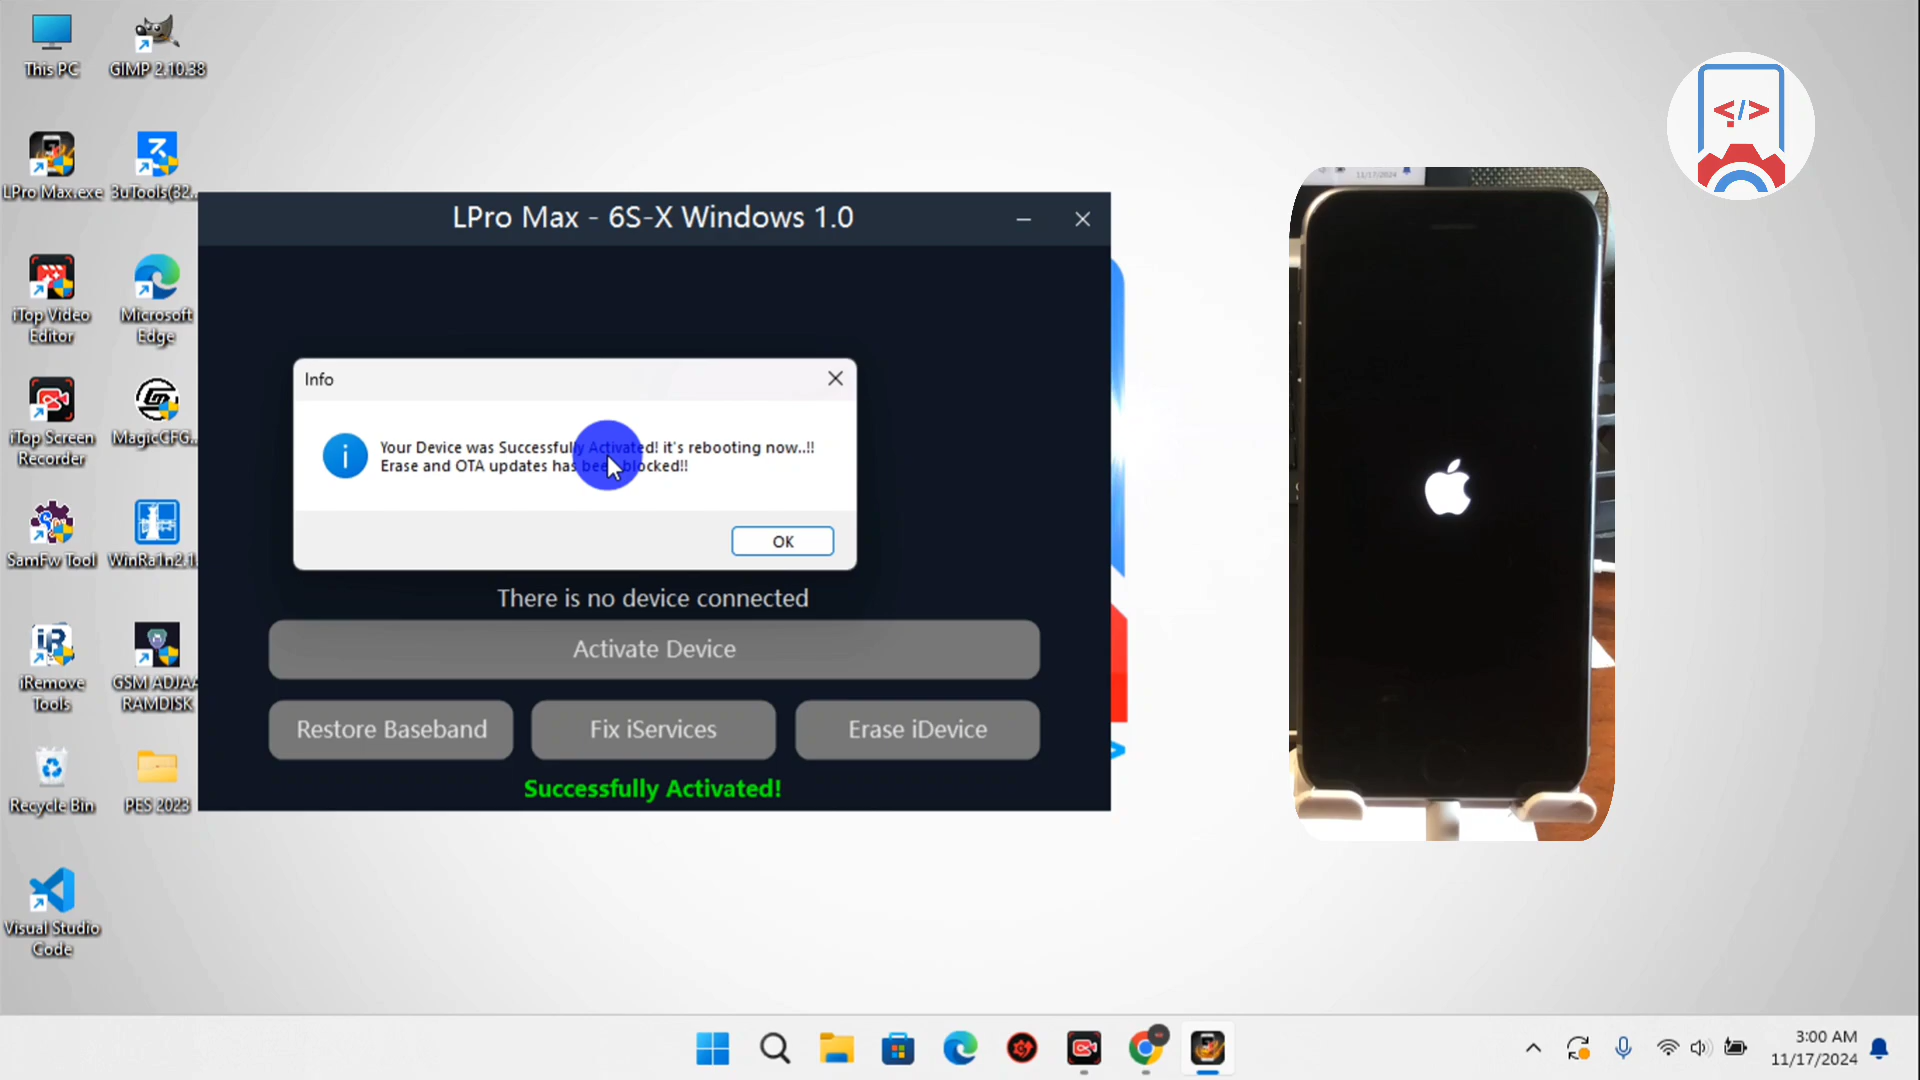 This PC
GIMP 2.10.38
LPro Max.exe
3uTools(32...
iTop Video
Editor
Microsoft
Edge
iTop Screen
Recorder
MagicCFG...
SamFw Tool
WinRa1n2.1...
iRemove
Tools
GSM ADJAA
RAMDISK
Recycle Bin
PES 2023
Visual Studio
Code
LPro Max - 6S-X Windows 1.0
Info
Your Device was Successfully Activated! it's rebooting now..!!
Erase and OTA updates has been blocked!!
OK
There is no device connected
Activate Device
Restore Baseband
Fix iServices
Erase iDevice
Successfully Activated!
11/17/2024
3:00 AM
11/17/2024